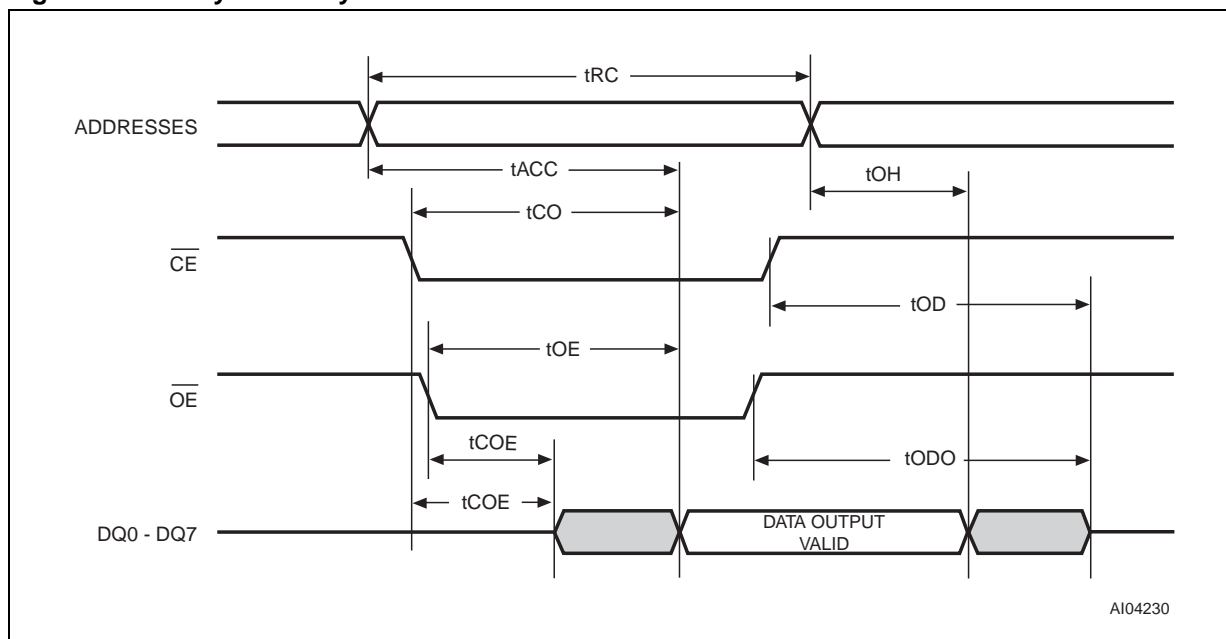 tRC
ADDRESSES
tACC
tOH
tCO
CE
tOD
tOE
OE
tCOE
tODO
tCOE
DQ0 - DQ7
DATA OUTPUT
VALID
AI04230